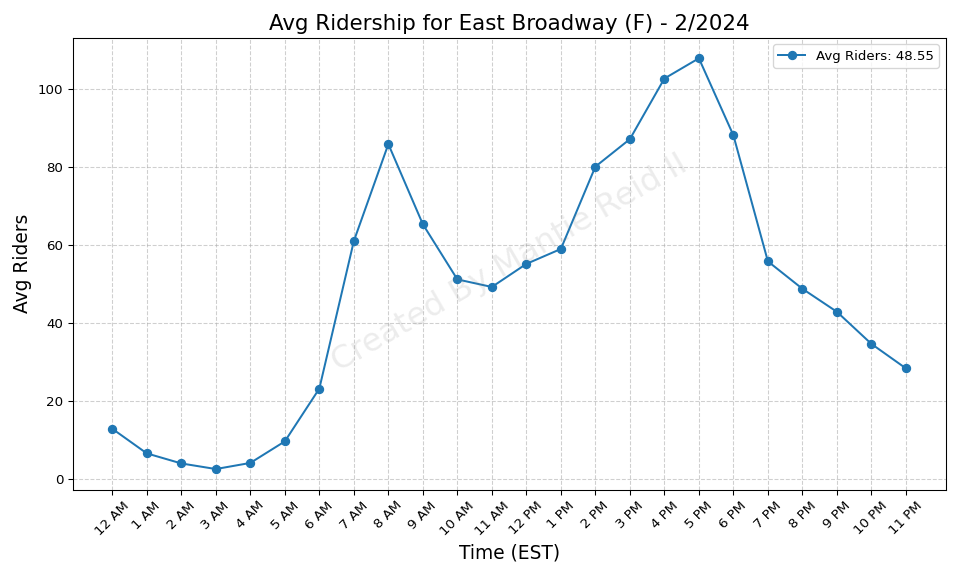 Avg Ridership for East Broadway (F) - 2/2024
Avg Riders: 48.55
Avg Riders
100
80
60
40
20
0
Created By Mantie Reid II
12 AM
1 AM
2 AM
3 AM
4 AM
5 AM
6 AM
7 AM
8 AM
9 AM
10 AM
11 AM
12 PM
1 PM
2 PM
3 PM
4 PM
5 PM
6 PM
7 PM
8 PM
9 PM
10 PM
11 PM
Time (EST)